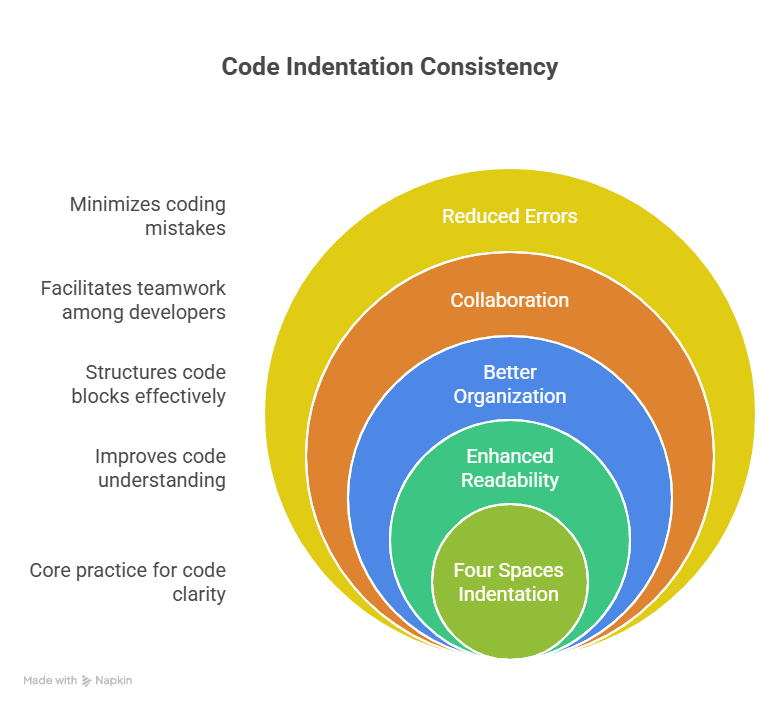 Code Indentation Consistency
Minimizes coding
mistakes
Reduced Errors
Facilitates teamwork
among developers
Collaboration
Structures code
blocks effectively
Better
Organization
Improves code
understanding
Enhanced
Readability
Core practice for code
clarity
Four Spaces
Indentation
Made with Napkin